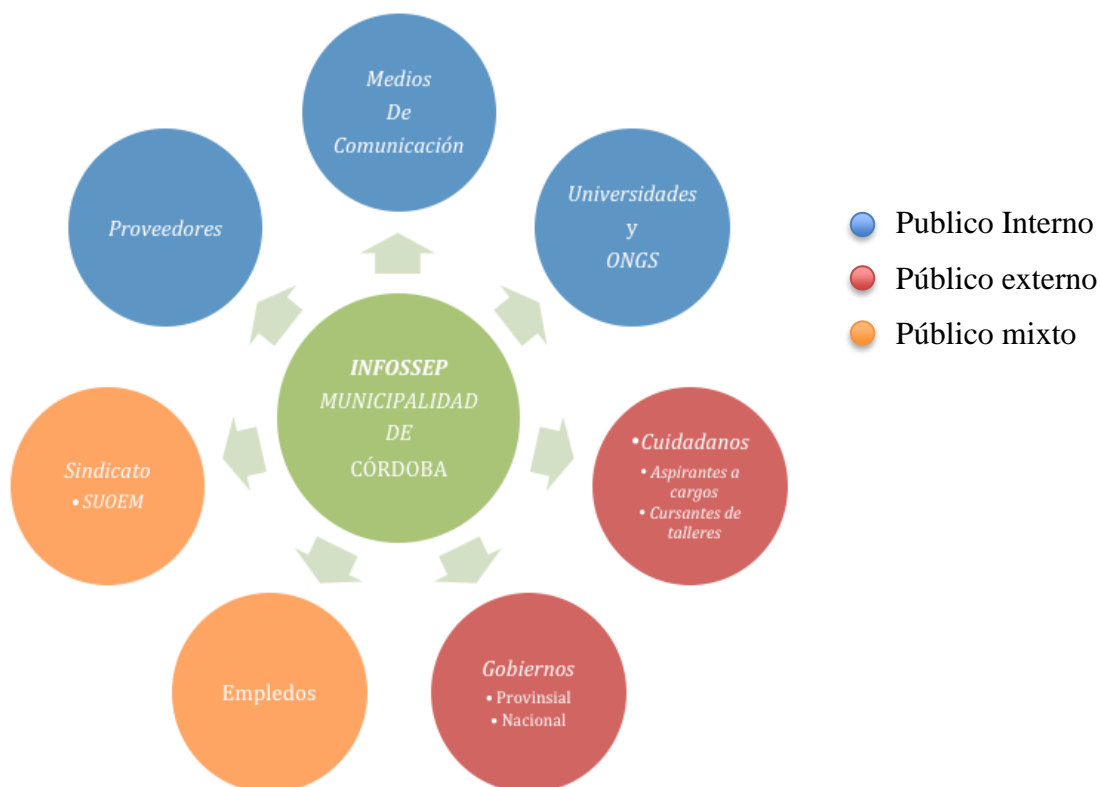 Medios
De
Comunicación
Universidades
y
ONGS
Proveedores
Publico Interno
Público externo
Público mixto
INFOSSEP
MUNICIPALIDAD
DE
CÓRDOBA
•Cuidadanos
• Aspirantes a
cargos
• Cursantes de
talleres
Sindicato
• SUOEM
Gobiernos
• Provinsial
• Nacional
Empledos